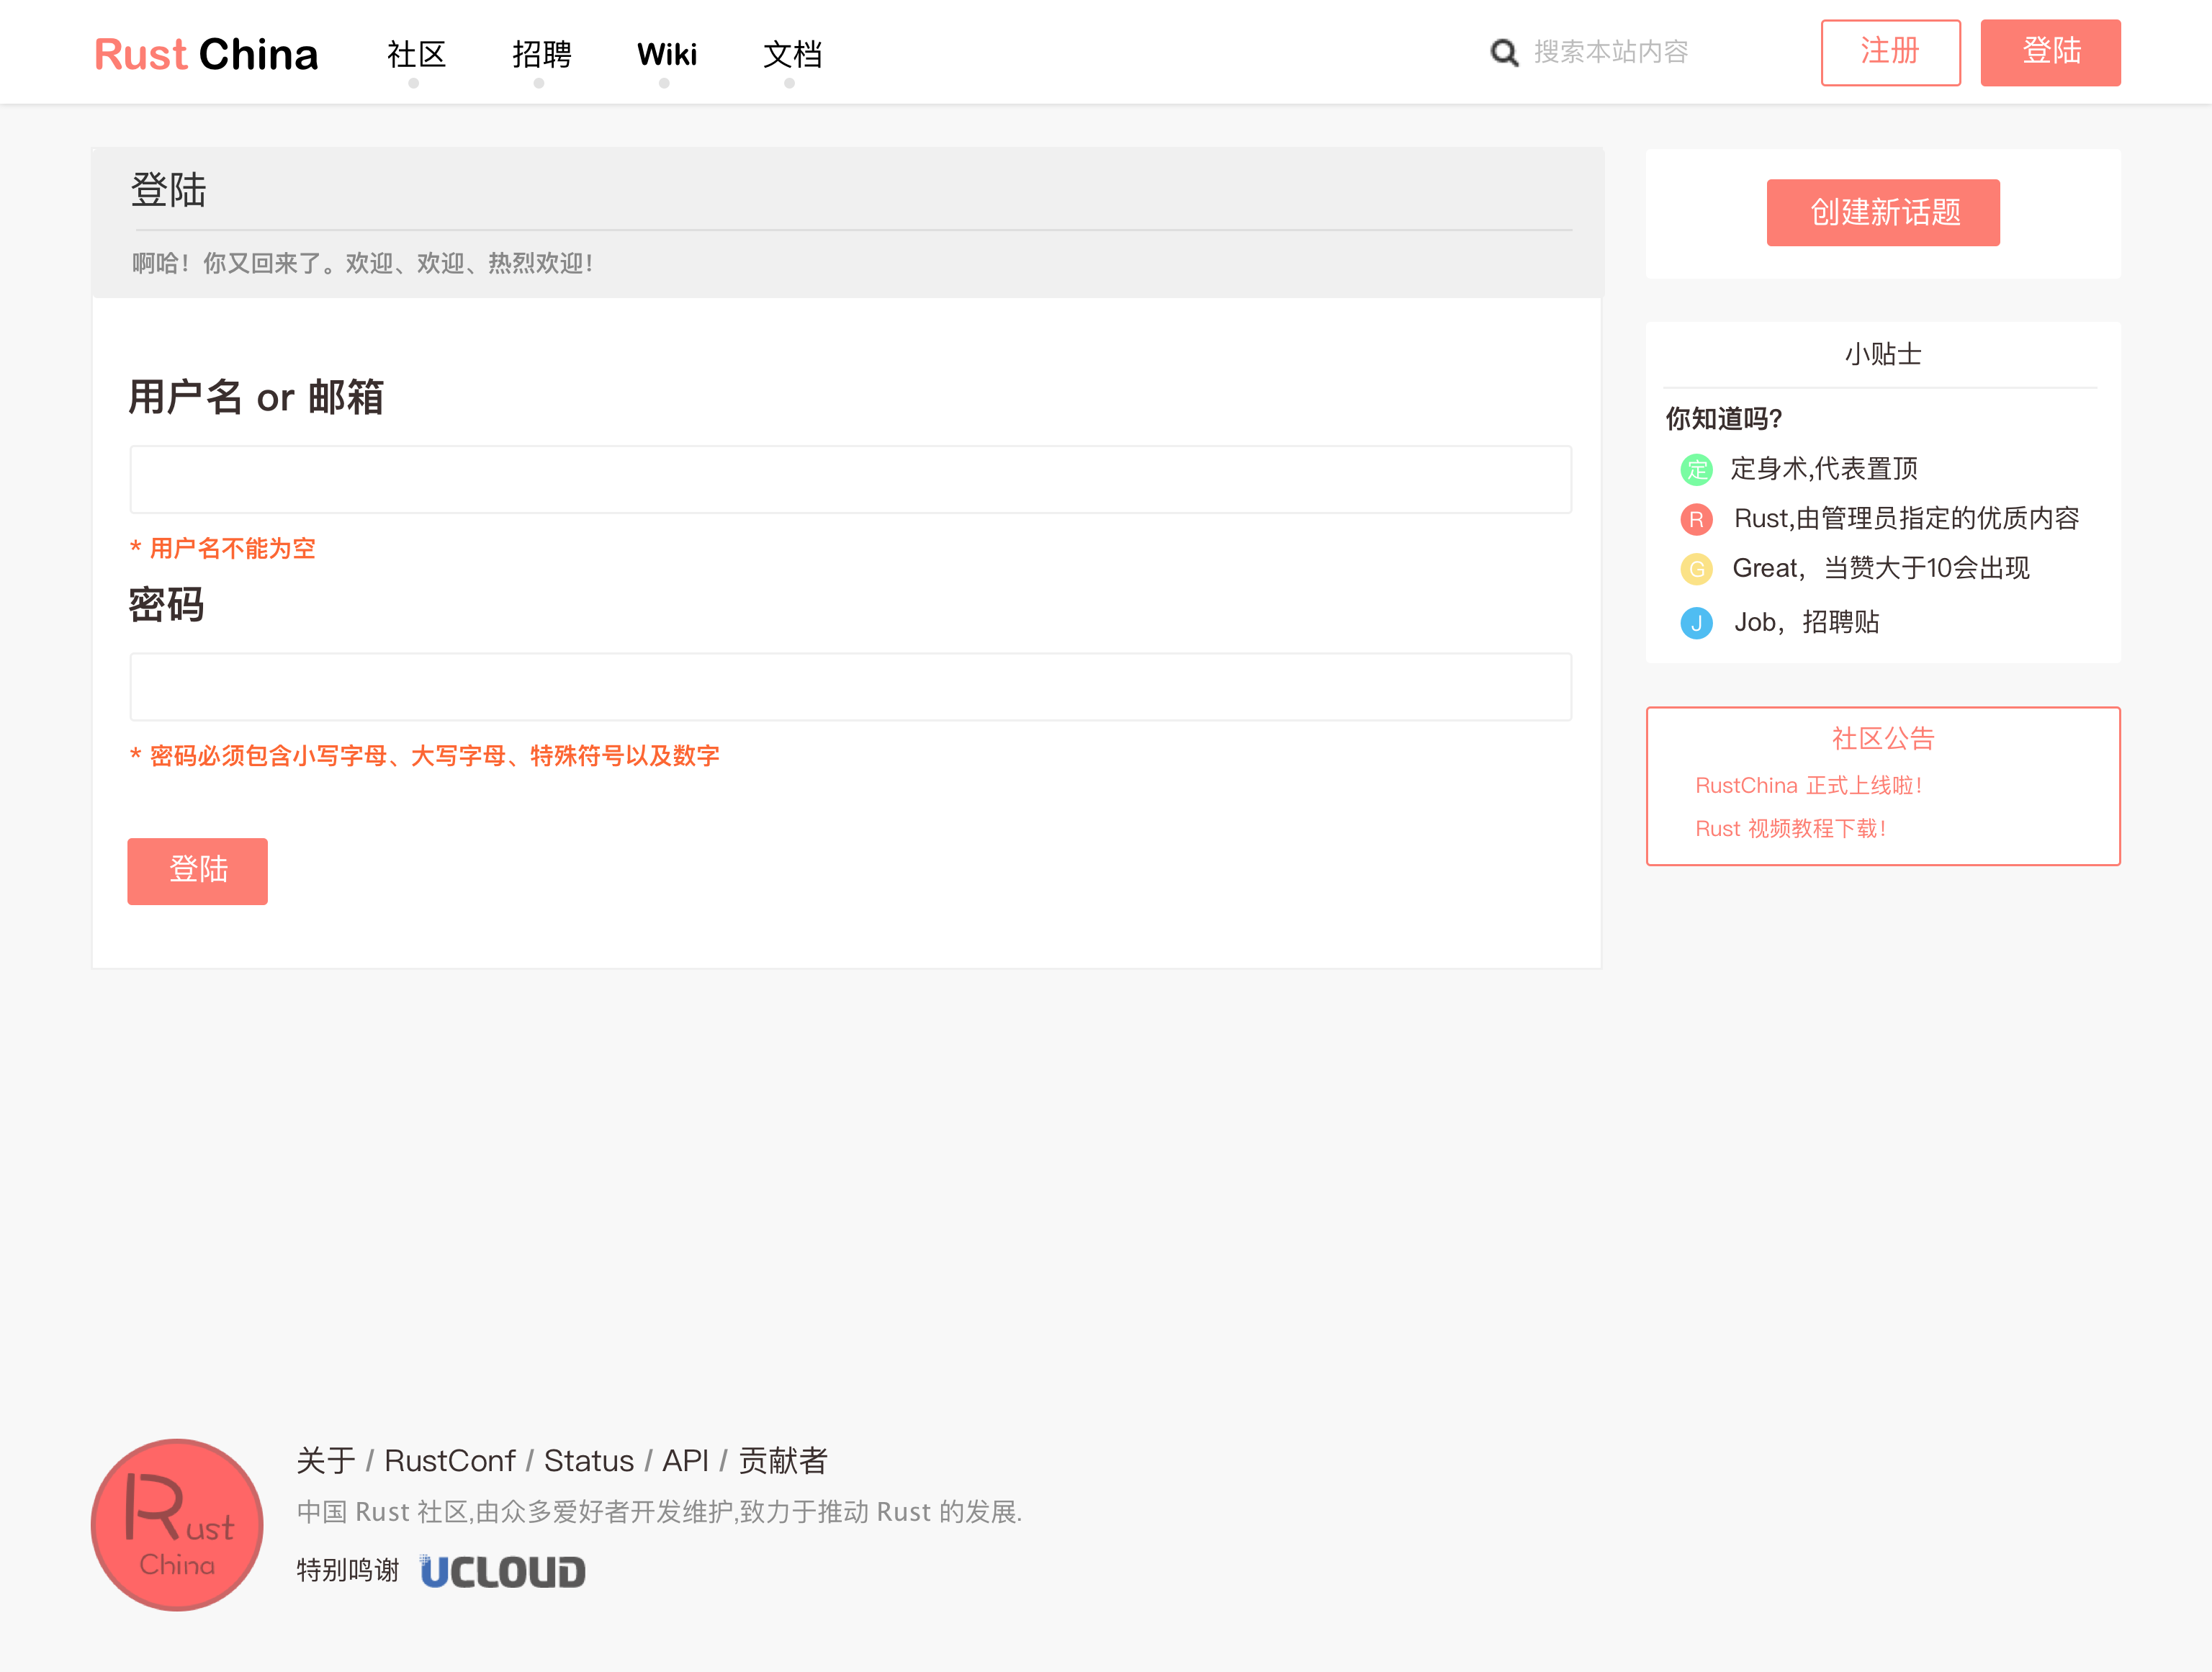 Rust China 社区 招聘 Wiki 文档 搜索本站内容 注册 登陆
登陆
啊哈！你又回来了。欢迎、欢迎、热烈欢迎！
用户名 or 邮箱
* 用户名不能为空
密码
* 密码必须包含小写字母、大写字母、特殊符号以及数字
登陆
创建新话题
小贴士
你知道吗?
定 定身术,代表置顶
R Rust,由管理员指定的优质内容
G Great，当赞大于10会出现
J Job，招聘贴
社区公告
RustChina 正式上线啦！
Rust 视频教程下载！
Rust
China
关于 / RustConf / Status / API / 贡献者
中国 Rust 社区,由众多爱好者开发维护,致力于推动 Rust 的发展.
特别鸣谢 UCLOUD